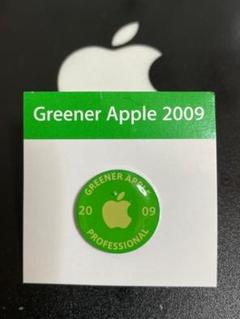 Greener Apple 2009
GREENER APPLE
20 09
PROFESSIONAL